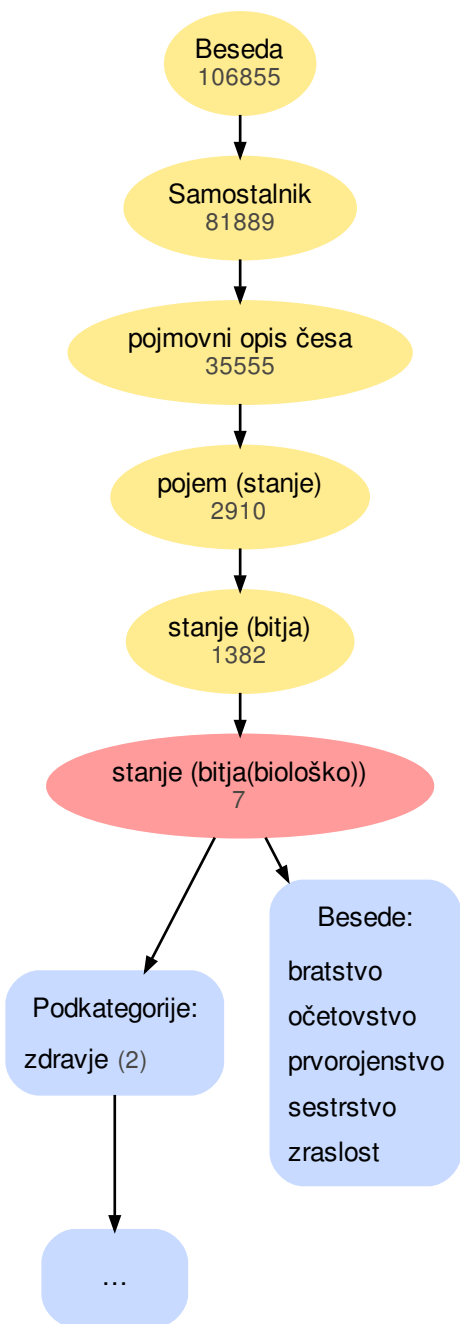 Beseda
106855
Samostalnik
81889
pojmovni opis česa
35555
pojem (stanje)
2910
stanje (bitja)
1382
stanje (bitja(biološko))
7
Podkategorije:
zdravje (2)
...
Besede:
bratstvo
očetovstvo
prvorojenstvo
sestrstvo
zraslost